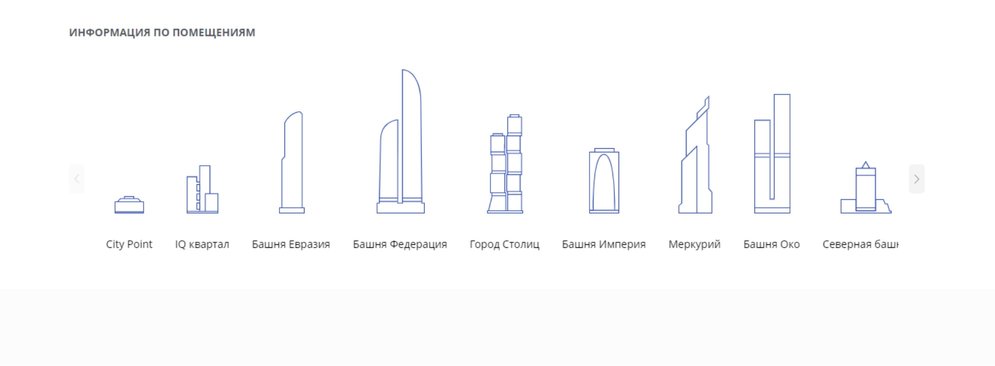 ИНФОРМАЦИЯ ПО ПОМЕЩЕНИЯМ
City Point IQ квартал Башня Евразия Башня Федерация Город Столиц Башня Империя Меркурий Башня Око Северная